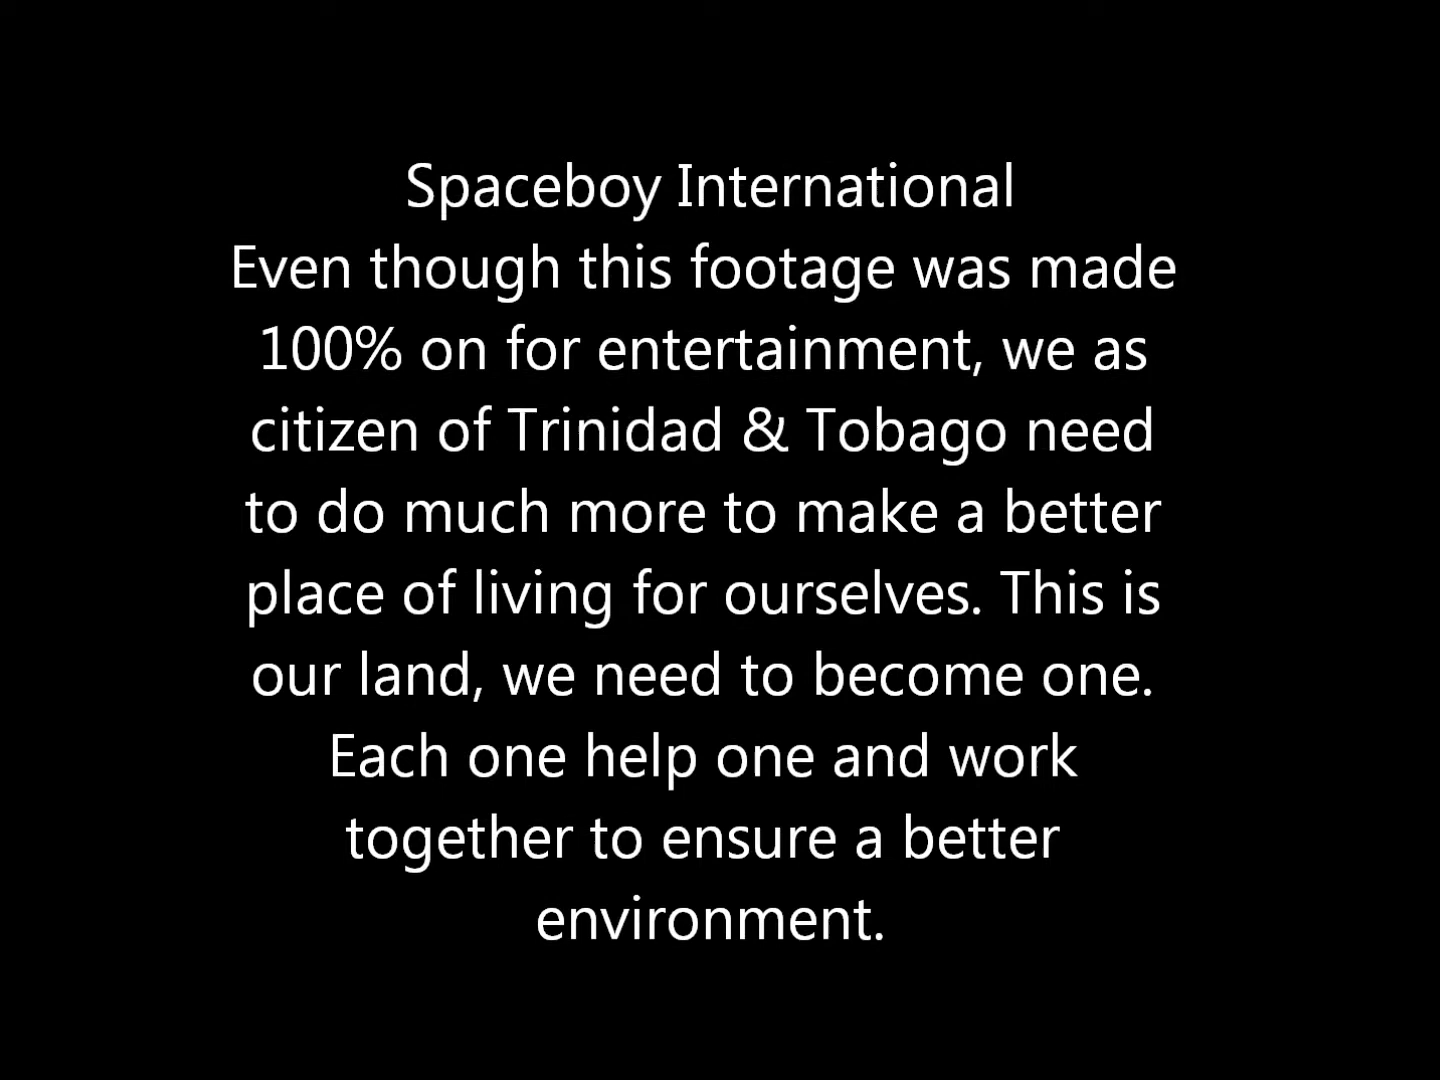 Spaceboy International
Even though this footage was made
100% on for entertainment, we as
citizen of Trinidad & Tobago need
to do much more to make a better
place of living for ourselves. This is
our land, we need to become one.
Each one help one and work
together to ensure a better
environment.